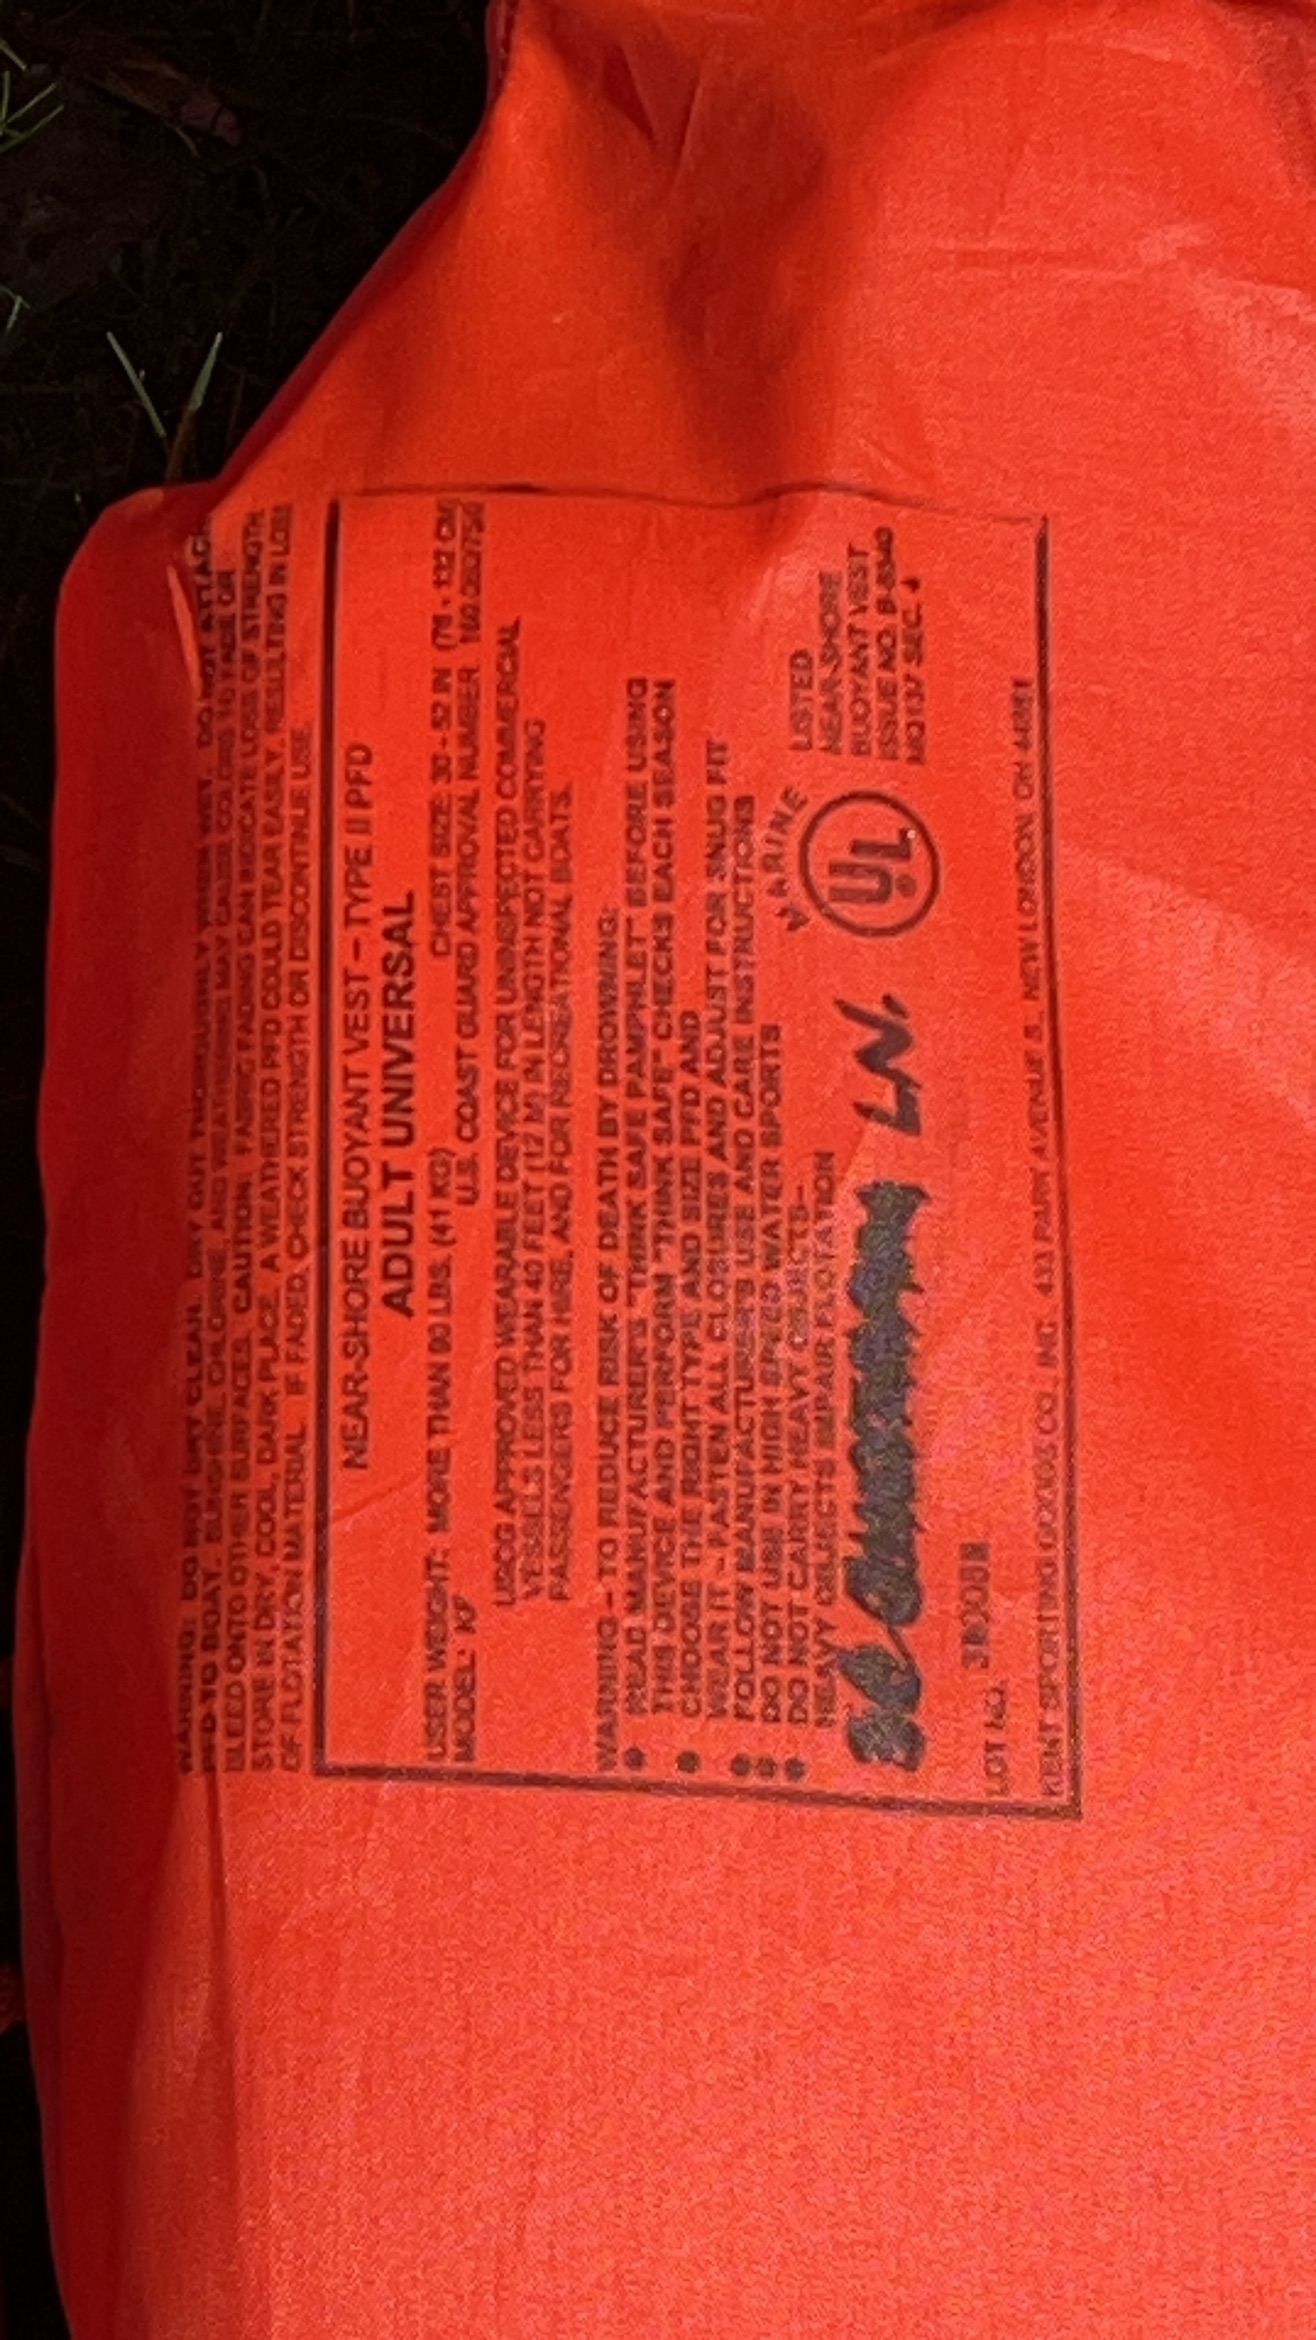 WARNING: DO NOT DRY CLEAN. DRY OUT THOROUGHLY WHEN WET. DO NOT ATTACH
PFD TO BOAT. SUNSHINE, CHLORINE, AND WEATHERING MAY CAUSE COLORS TO FADE OR
BLEED ONTO OTHER SURFACES. CAUTION: FABRIC FADING CAN INDICATE LOSS OF STRENGTH.
STORE IN DRY, COOL, DARK PLACE. A WEATHERED PFD COULD TEAR EASILY, RESULTING IN LOSS
OF FLOTATION MATERIAL. IF FADED, CHECK STRENGTH OR DISCONTINUE USE
NEAR-SHORE BUOYANT VEST – TYPE II PFD
ADULT UNIVERSAL
USER WEIGHT: MORE THAN 90 LBS. (41 KG) CHEST SIZE: 30 - 52 IN (76 - 132 CM)
MODEL: U.S. COAST GUARD APPROVAL NUMBER
USCG APPROVED WEARABLE DEVICE FOR UNINSPECTED COMMERCIAL
VESSELS LESS THAN 40 FEET (12 M) IN LENGTH NOT CARRYING
PASSENGERS FOR HIRE, AND FOR RECREATIONAL BOATS.
WARNING – TO REDUCE RISK OF DEATH BY DROWNING:
● READ MANUFACTURER'S "THINK SAFE PAMPHLET" BEFORE USING
THIS DEVICE AND PERFORM "THINK SAFE" CHECKS EACH SEASON
● CHOOSE THE RIGHT TYPE AND SIZE PFD AND
WEAR IT - FASTEN ALL CLOSURES AND ADJUST FOR SNUG FIT
● FOLLOW MANUFACTURER'S USE AND CARE INSTRUCTIONS
● DO NOT USE IN HIGH SPEED WATER SPORTS
● DO NOT CARRY HEAVY OBJECTS–
HEAVY OBJECTS IMPAIR FLOTATION
MARINE
UL
LISTED
NEAR-SHORE
BUOYANT VEST
ISSUE NO.
MQ 137 SEC.
LN.
LOT NO.
KENT SPORTING GOODS CO., INC. 433 PARK AVENUE S. NEW LONDON, OH 44851